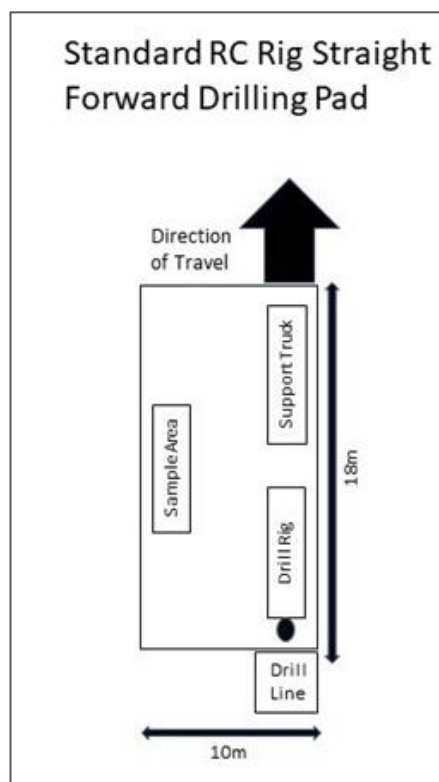 Standard RC Rig Straight
Forward Drilling Pad
Direction
of Travel
Support Truck
Sample Area
18m
Drill Rig
Drill
Line
10m